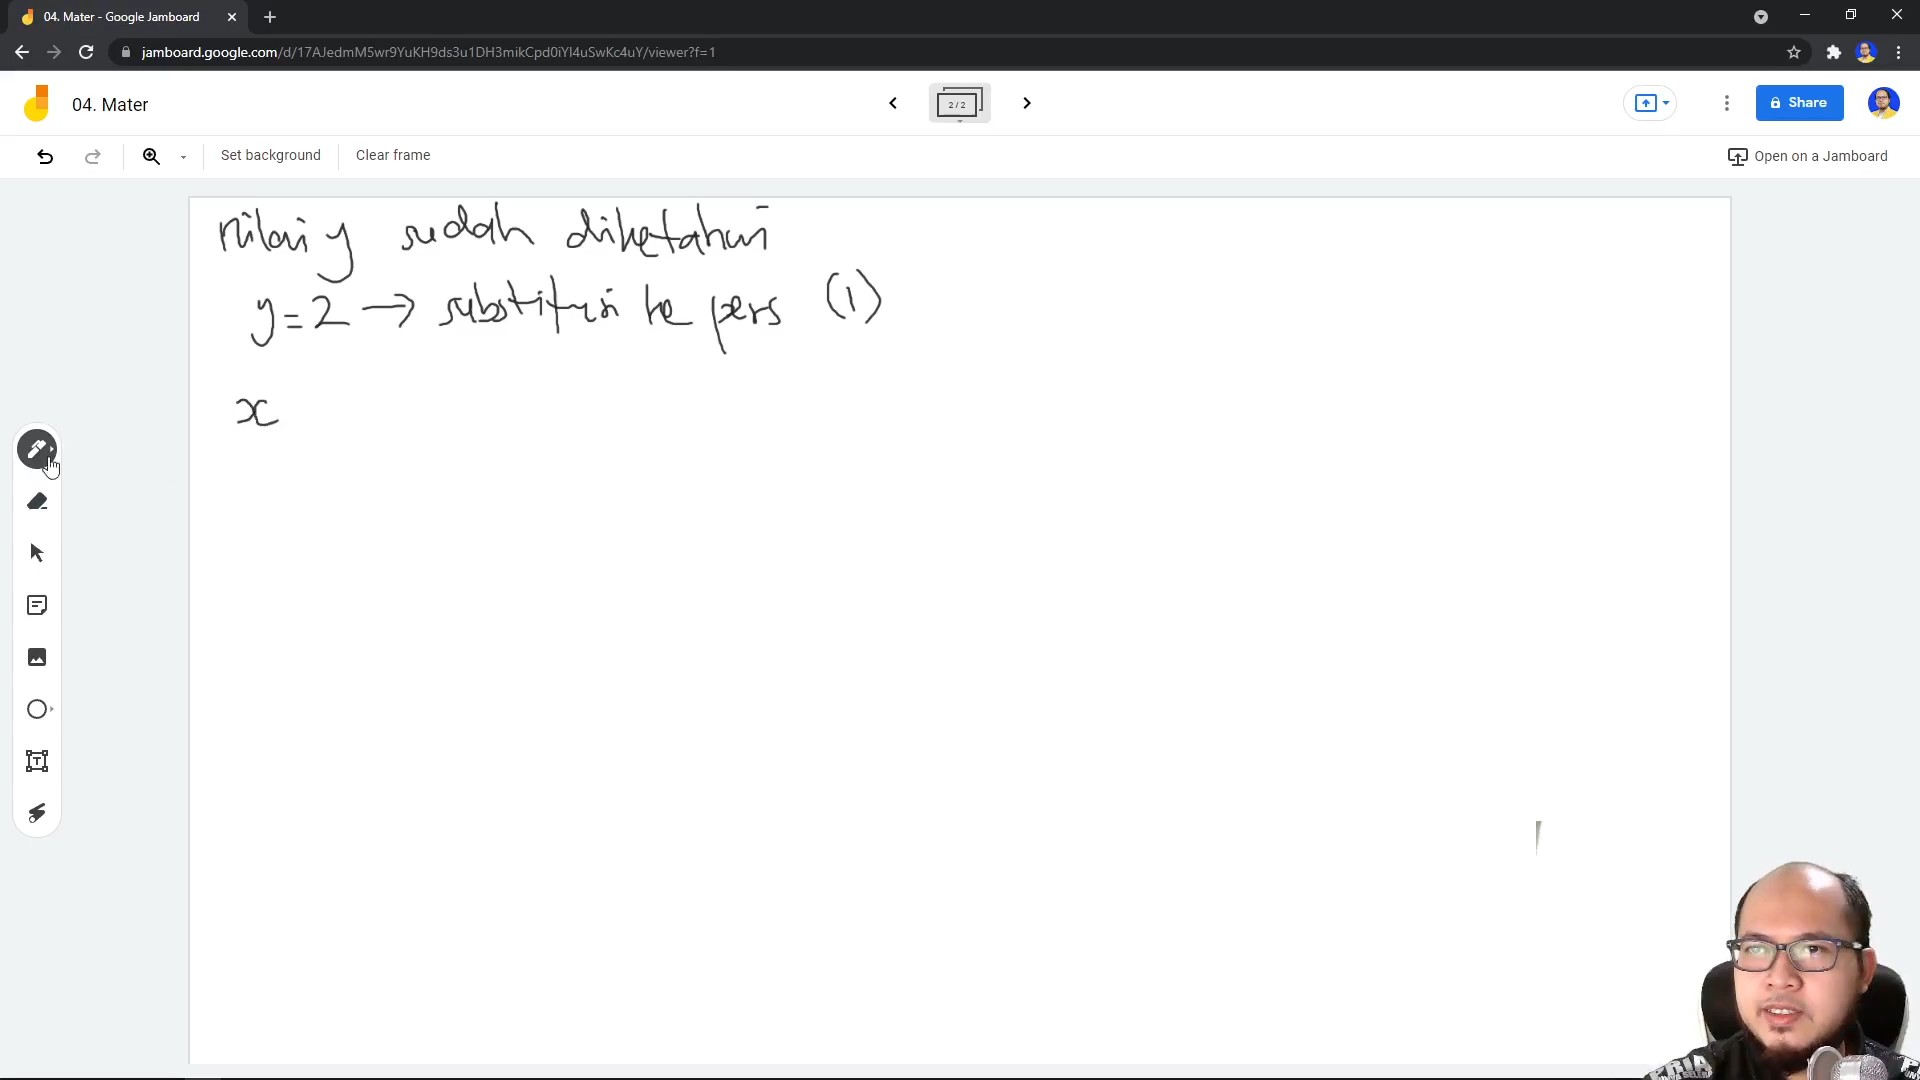 04. Mater - Google Jamboard
jamboard.google.com/d/17AJedmM5wr9YuKH9ds3u1DH3mikCpd0iYl4uSwKc4uY/viewer?f=1
04. Mater
2 / 2
Share
Set background
Clear frame
Open on a Jamboard
nilai y sudah diketahui
y = 2 → substitusi ke pers (1)
x